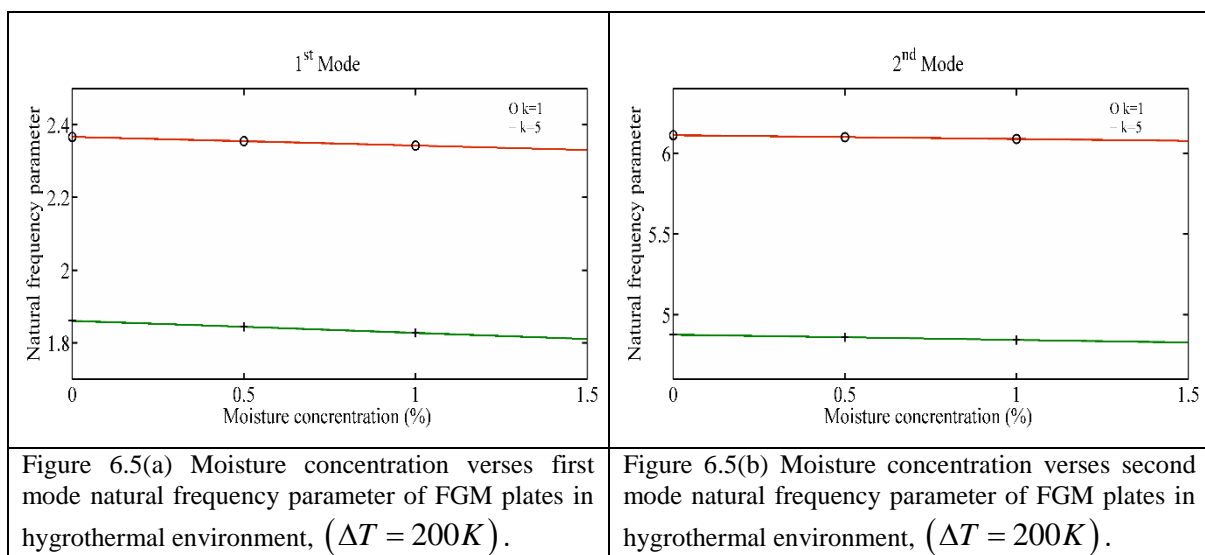 1st Mode
Natural frequency parameter
2.4
2.2
2
1.8
O k=1
– k=5
0 0.5 1 1.5
Moisture concrentration (%)
2nd Mode
Natural frequency parameter
6
5.5
5
O k=1
– k=5
0 0.5 1 1.5
Moisture concrentration (%)
Figure 6.5(a) Moisture concentration verses first
mode natural frequency parameter of FGM plates in
hygrothermal environment, (ΔT = 200K).
Figure 6.5(b) Moisture concentration verses second
mode natural frequency parameter of FGM plates in
hygrothermal environment, (ΔT = 200K).